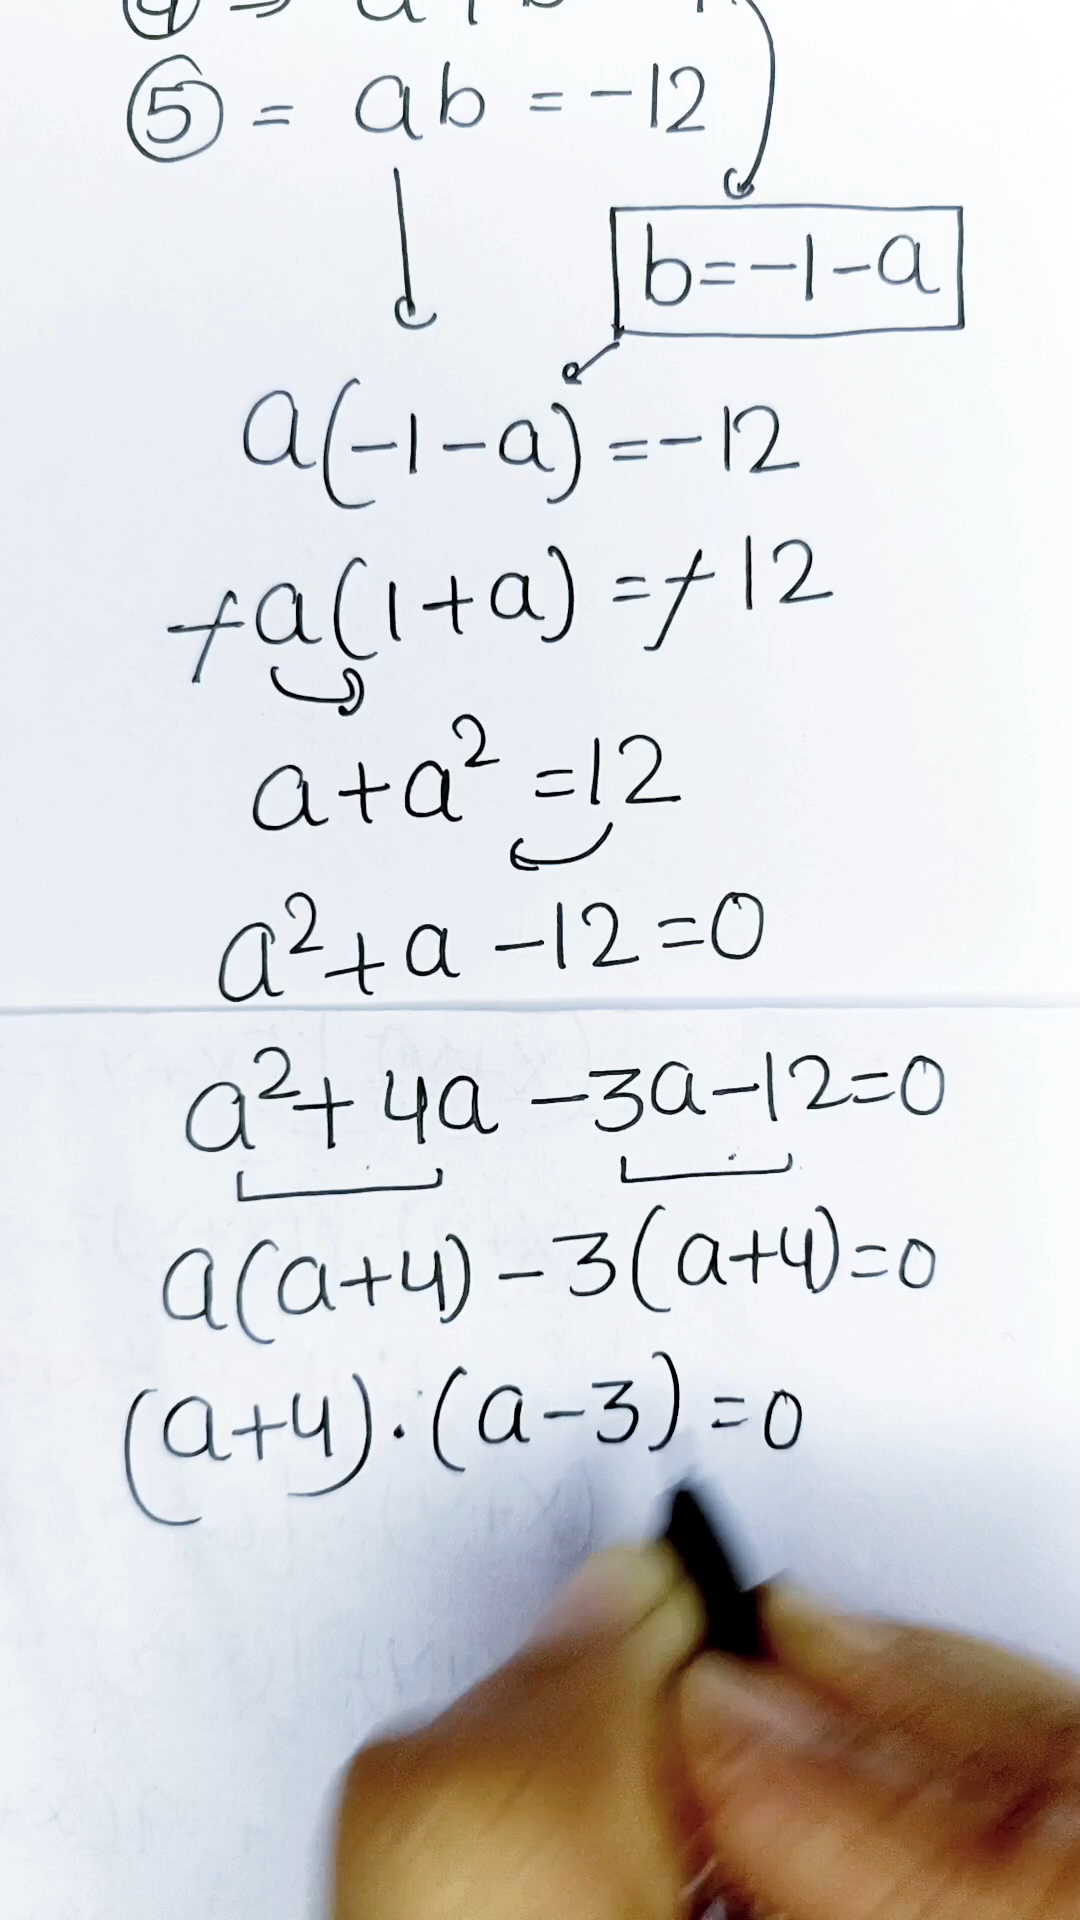 ⑤ = ab = -12
b=-1-a
a(-1-a)=-12
-a(1+a)=-12
a+a²=12
a²+a-12=0
a²+4a-3a-12=0
a(a+4)-3(a+4)=0
(a+4)·(a-3)=0